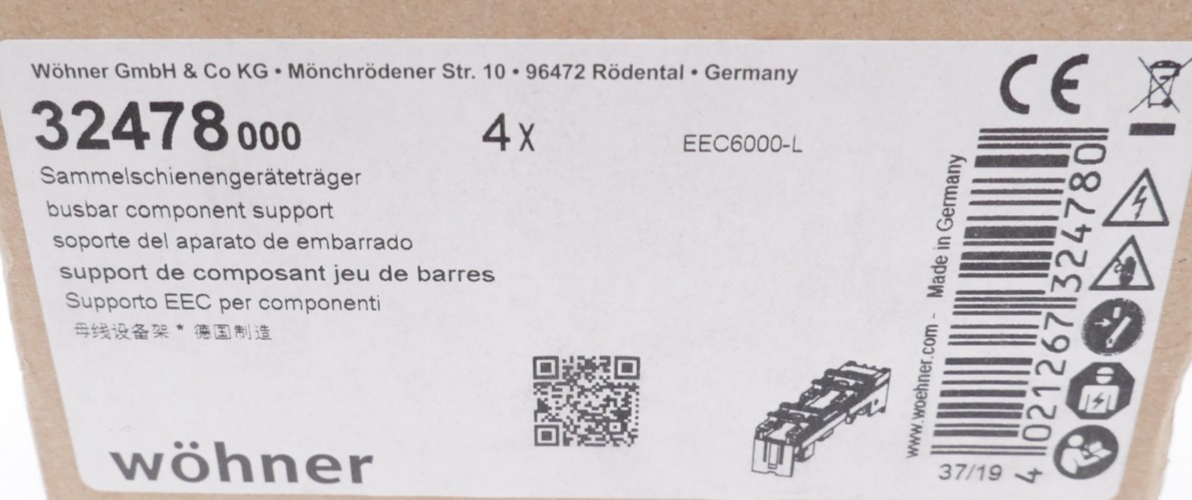 Wöhner GmbH & Co KG • Mönchrödener Str. 10 • 96472 Rödental • Germany
32478 000 4x EEC6000-L
Sammelschienengeräteträger
busbar component support
soporte del aparato de embarrado
support de composant jeu de barres
Supporto EEC per componenti
母线设备架 * 德国制造
wöhner
CE
www.woehner.com - Made in Germany
4 021267 324780
37/19